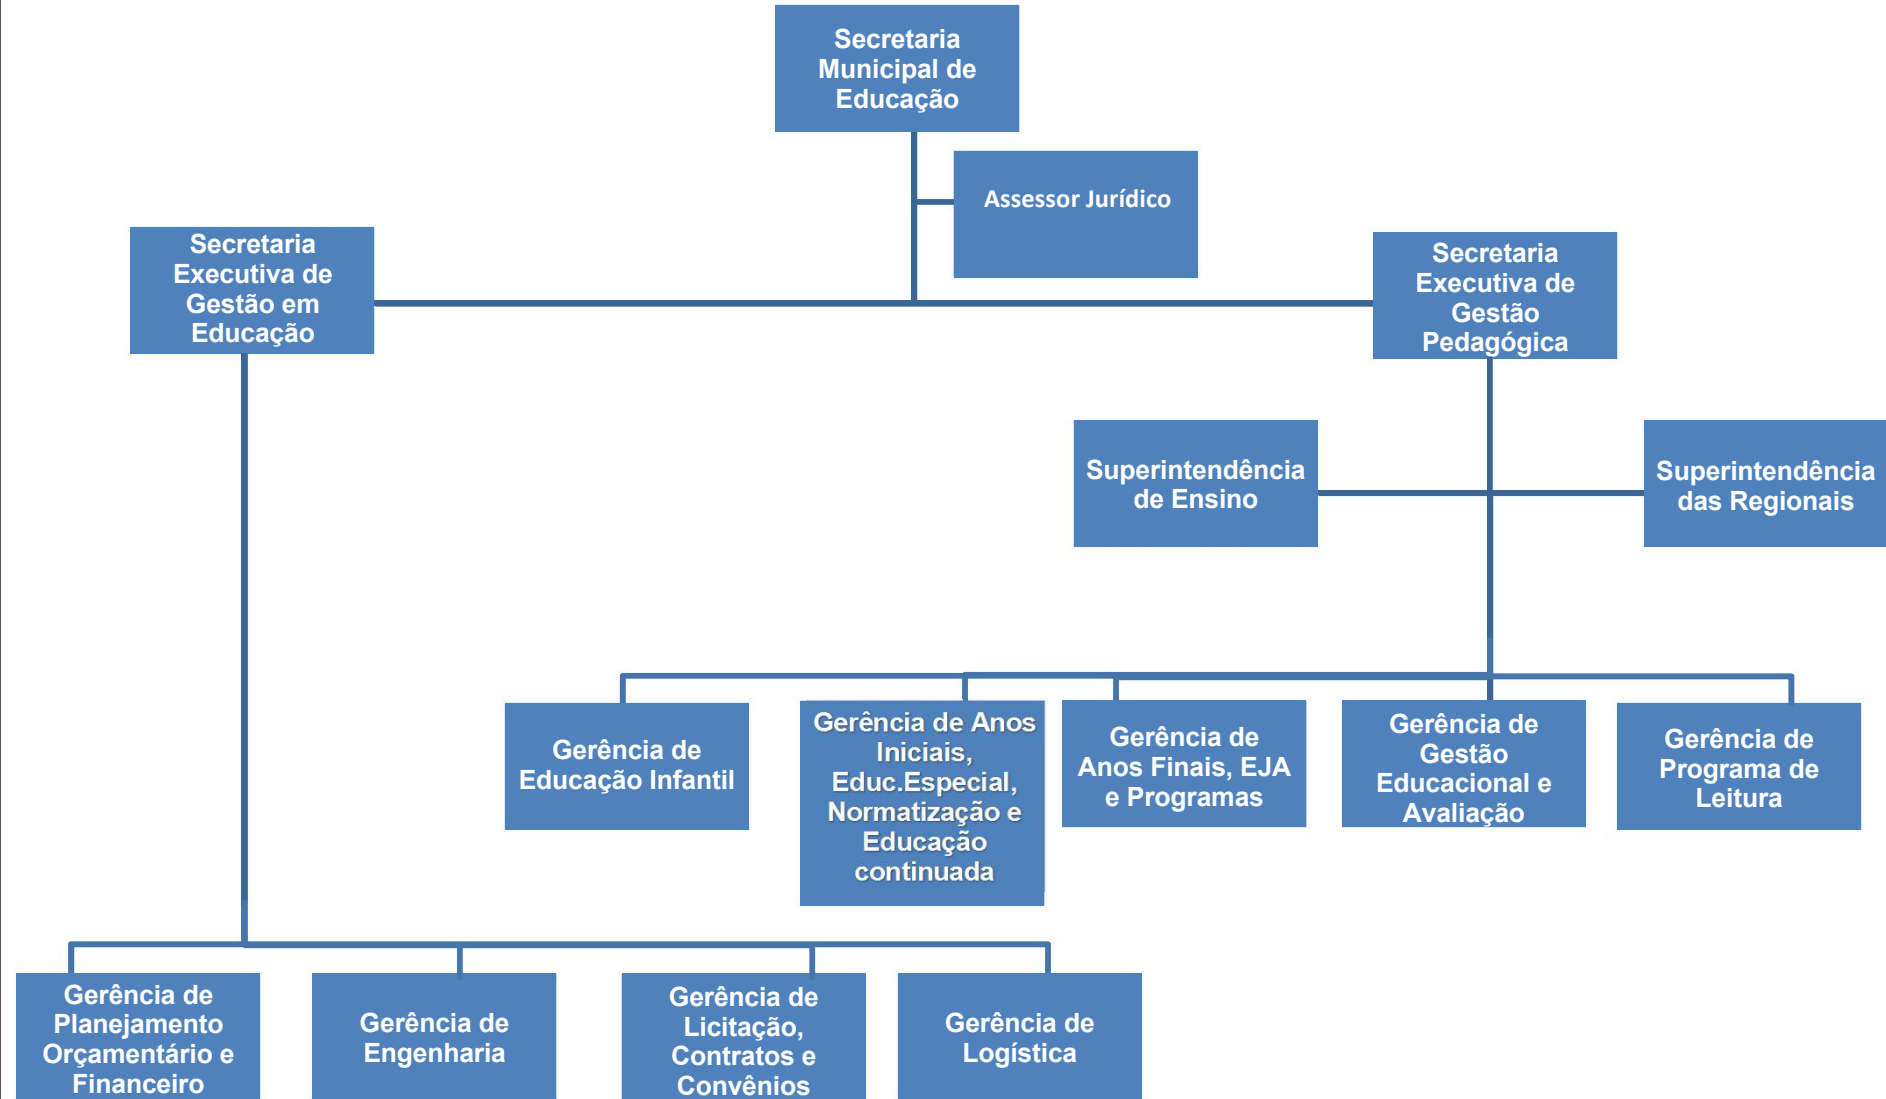 Secretaria
Municipal de
Educação
Assessor Jurídico
Secretaria
Executiva de
Gestão em
Educação
Secretaria
Executiva de
Gestão
Pedagógica
Superintendência
de Ensino
Superintendência
das Regionais
Gerência de
Educação Infantil
Gerência de Anos
Iniciais,
Educ.Especial,
Normatização e
Educação
continuada
Gerência de
Anos Finais, EJA
e Programas
Gerência de
Gestão
Educacional e
Avaliação
Gerência de
Programa de
Leitura
Gerência de
Planejamento
Orçamentário e
Financeiro
Gerência de
Engenharia
Gerência de
Licitação,
Contratos e
Convênios
Gerência de
Logística